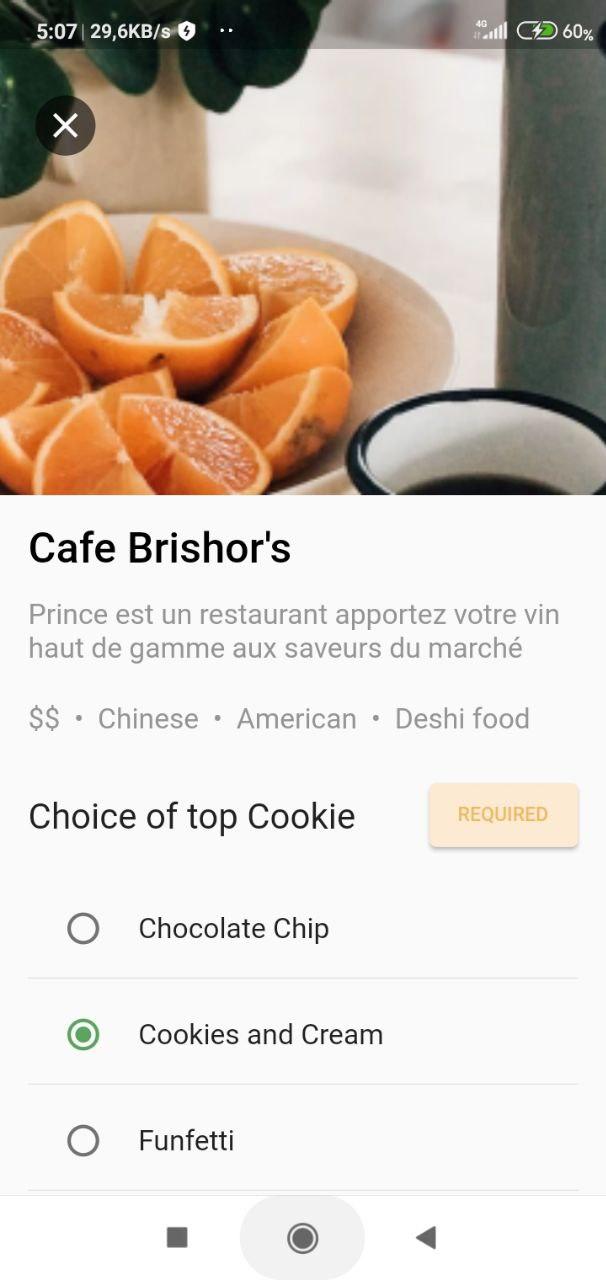 5:07 | 29,6KB/s 4G 60%
Cafe Brishor's
Prince est un restaurant apportez votre vin
haut de gamme aux saveurs du marché
$$ • Chinese • American • Deshi food
Choice of top Cookie REQUIRED
Chocolate Chip
Cookies and Cream
Funfetti